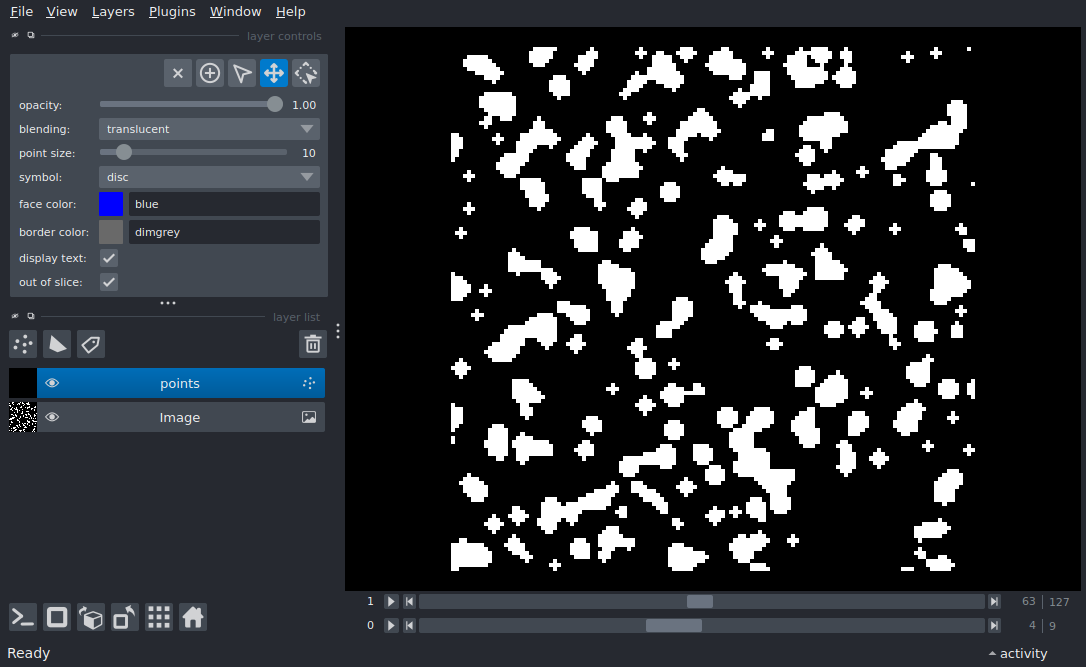 File View Layers Plugins Window Help
layer controls
opacity: 1.00
blending: translucent
point size: 10
symbol: disc
face color: blue
border color: dimgrey
display text:
out of slice:
layer list
points
Image
1 63 127
0 4 9
Ready activity